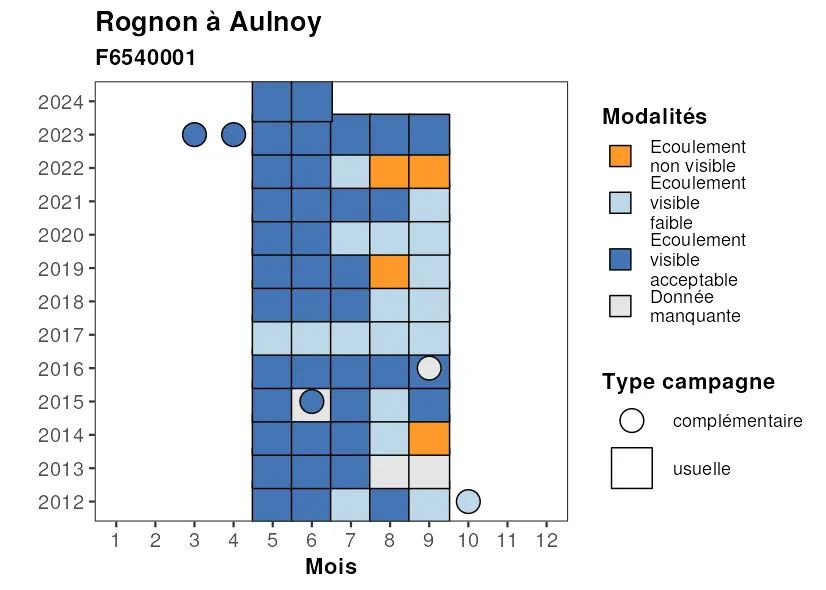 Rognon à Aulnoy
F6540001
2024
2023
2022
2021
2020
2019
2018
2017
2016
2015
2014
2013
2012
1 2 3 4 5 6 7 8 9 10 11 12
Mois
Modalités
Ecoulement
non visible
Ecoulement
visible
faible
Ecoulement
visible
acceptable
Donnée
manquante
Type campagne
complémentaire
usuelle